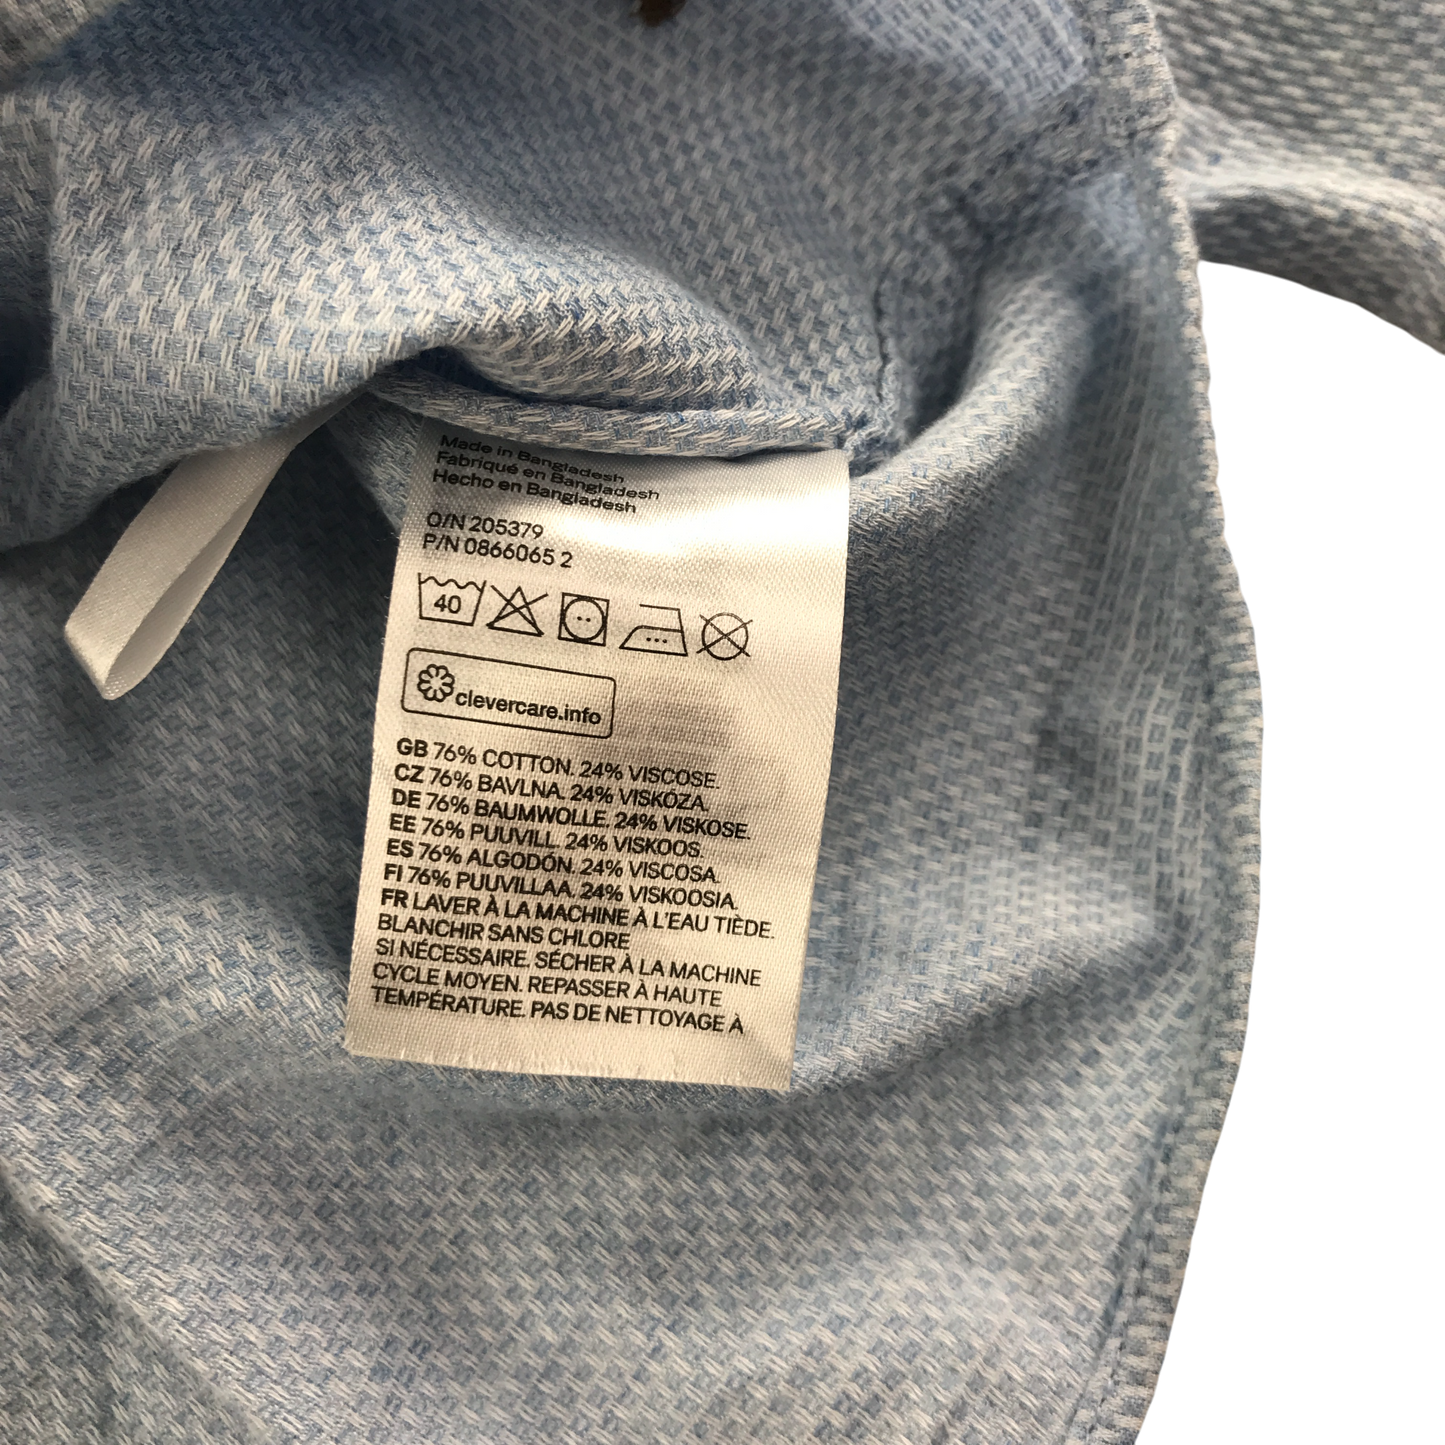 Made in Bangladesh
Fabriqué en Bangladesh
Hecho en Bangladesh
O/N 205379
P/N 0866065 2
40
clevercare.info
GB 76% COTTON. 24% VISCOSE.
CZ 76% BAVLNA. 24% VISKÓZA.
DE 76% BAUMWOLLE. 24% VISKOSE.
EE 76% PUUVILL. 24% VISKOOS.
ES 76% ALGODÓN. 24% VISCOSA.
FI 76% PUUVILLAA. 24% VISKOOSIA.
FR LAVER À LA MACHINE À L'EAU TIÈDE.
BLANCHIR SANS CHLORE
SI NÉCESSAIRE. SÉCHER À LA MACHINE
CYCLE MOYEN. REPASSER À HAUTE
TEMPÉRATURE. PAS DE NETTOYAGE À